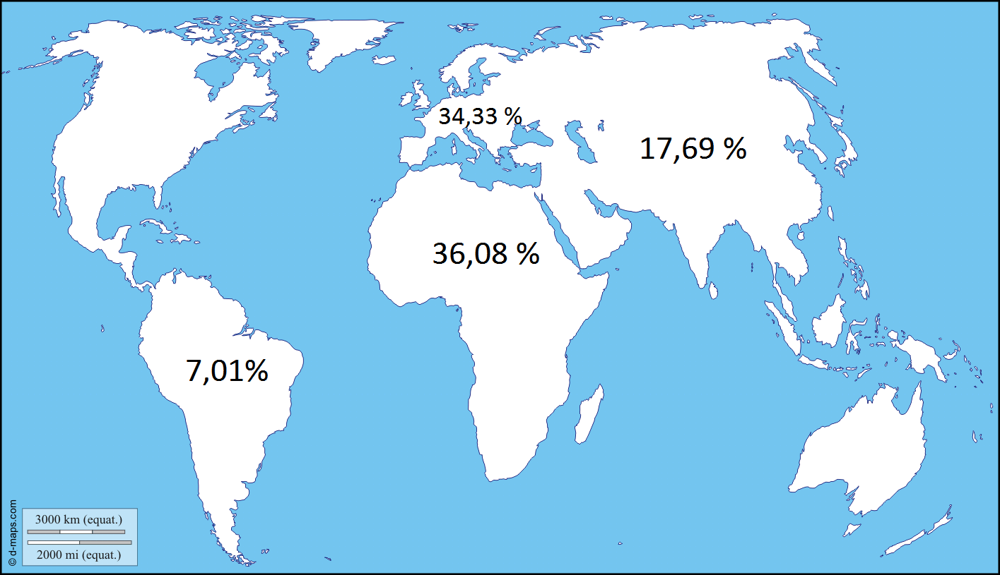 34,33 %
17,69 %
36,08 %
7,01%
3000 km (equat.)
2000 mi (equat.)
© d-maps.com